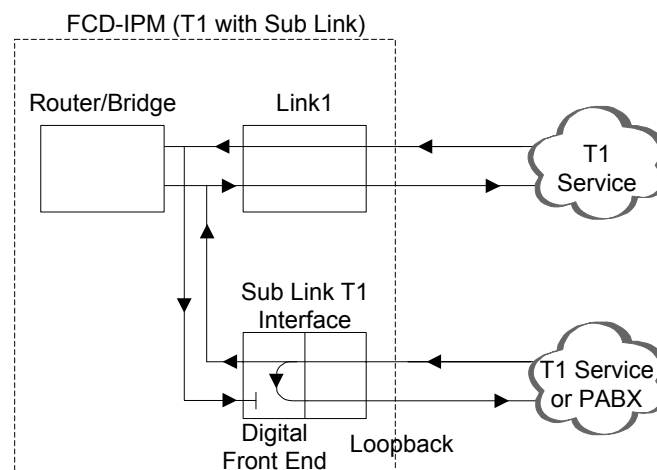 FCD-IPM (T1 with Sub Link)
Router/Bridge
Link1
T1
Service
Sub Link T1
Interface
T1 Service
or PABX
Digital
Front End
Loopback